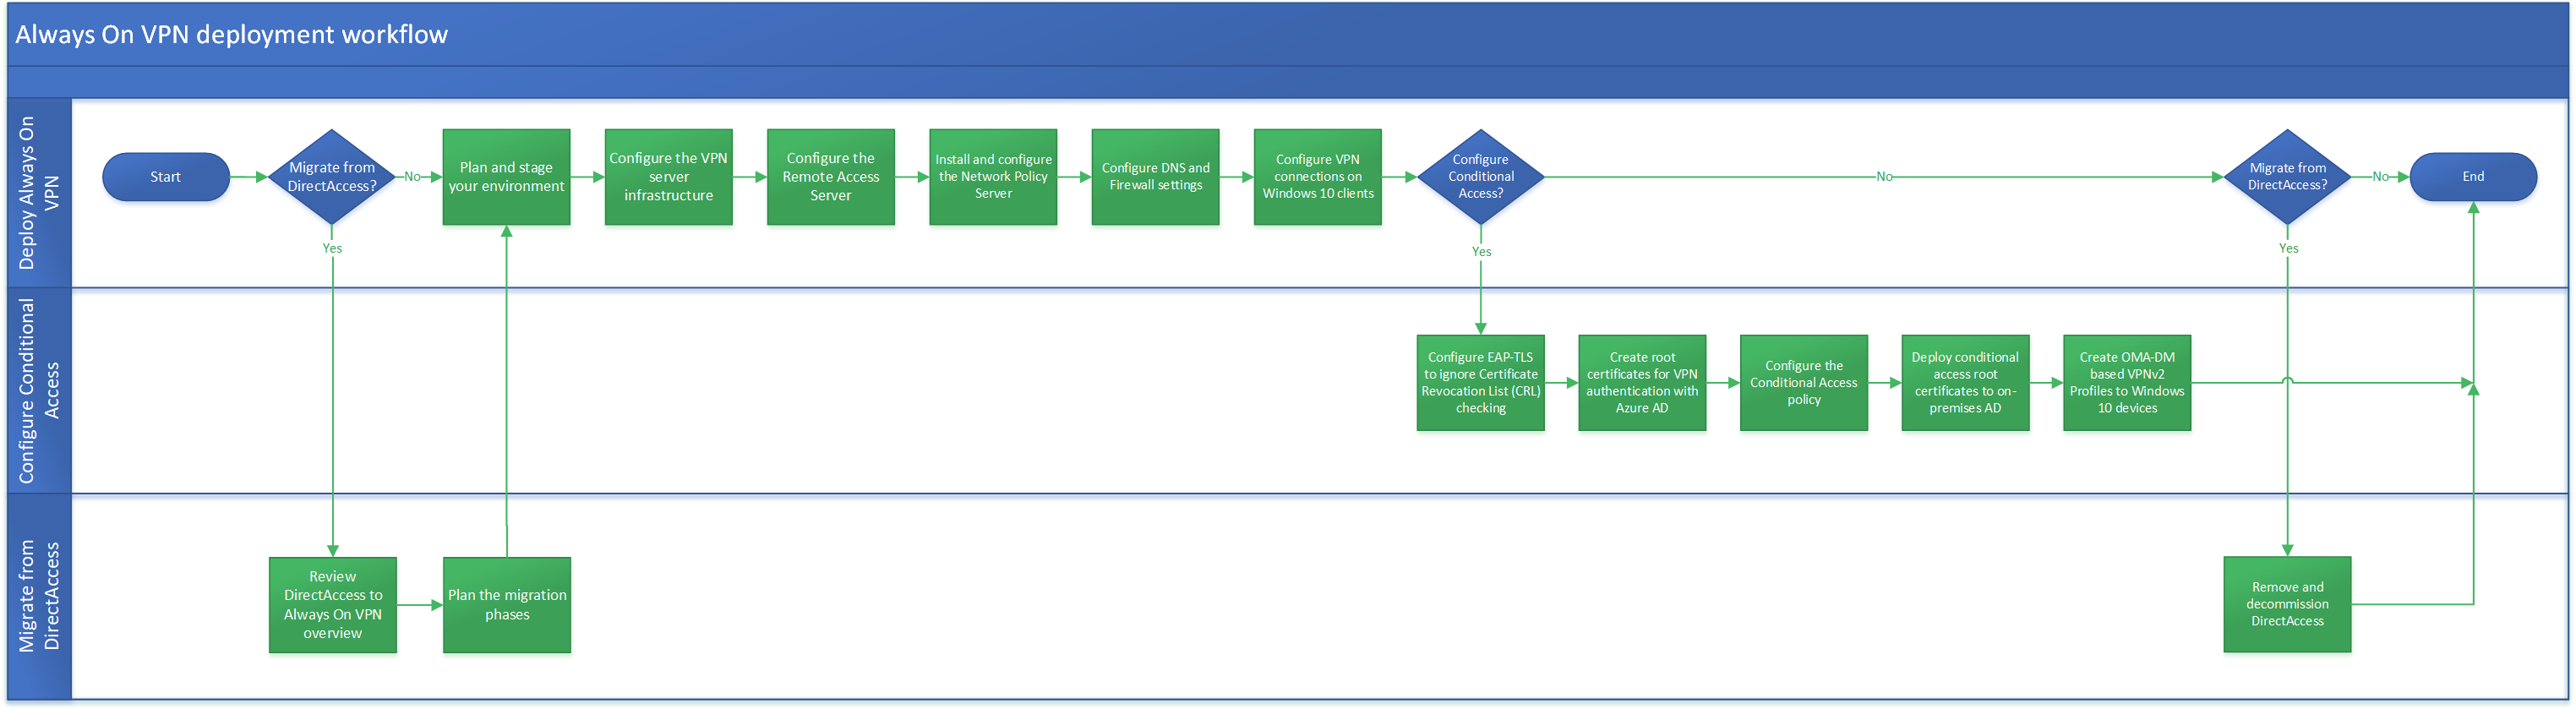 Always On VPN deployment workflow
Deploy Always On
VPN
Start
Migrate from
DirectAccess?
No
Yes
Plan and stage
your environment
Configure the VPN
server
infrastructure
Configure the
Remote Access
Server
Install and configure
the Network Policy
Server
Configure DNS and
Firewall settings
Configure VPN
connections on
Windows 10 clients
Configure
Conditional
Access?
No
Yes
Migrate from
DirectAccess?
No
Yes
End
Configure Conditional
Access
Configure EAP-TLS
to ignore Certificate
Revocation List (CRL)
checking
Create root
certificates for VPN
authentication with
Azure AD
Configure the
Conditional Access
policy
Deploy conditional
access root
certificates to on-
premises AD
Create OMA-DM
based VPNv2
Profiles to Windows
10 devices
Migrate from
DirectAccess
Review
DirectAccess to
Always On VPN
overview
Plan the migration
phases
Remove and
decommission
DirectAccess